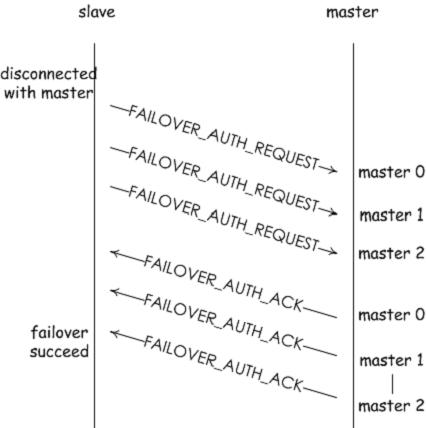 slave
master
disconnected
with master
FAILOVER_AUTH_REQUEST
master 0
FAILOVER_AUTH_REQUEST
master 1
FAILOVER_AUTH_REQUEST
master 2
FAILOVER_AUTH_ACK
master 0
FAILOVER_AUTH_ACK
master 1
failover
succeed
FAILOVER_AUTH_ACK
master 2